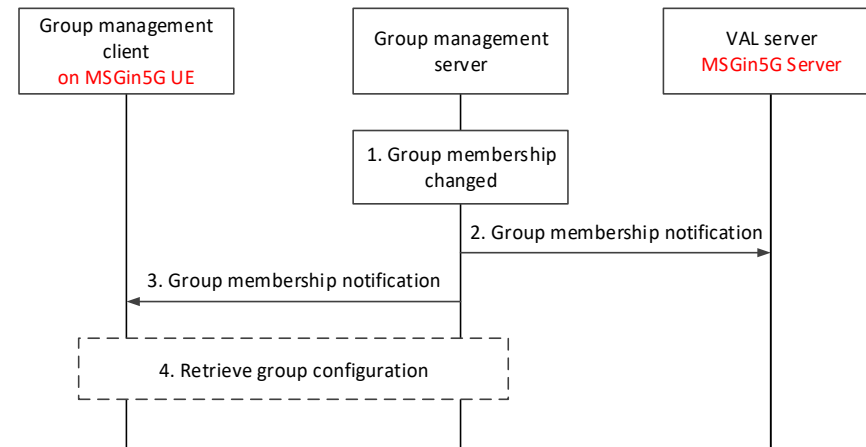 Group management
client
on MSGin5G UE
Group management
server
VAL server
MSGin5G Server
1. Group membership
changed
2. Group membership notification
3. Group membership notification
4. Retrieve group configuration